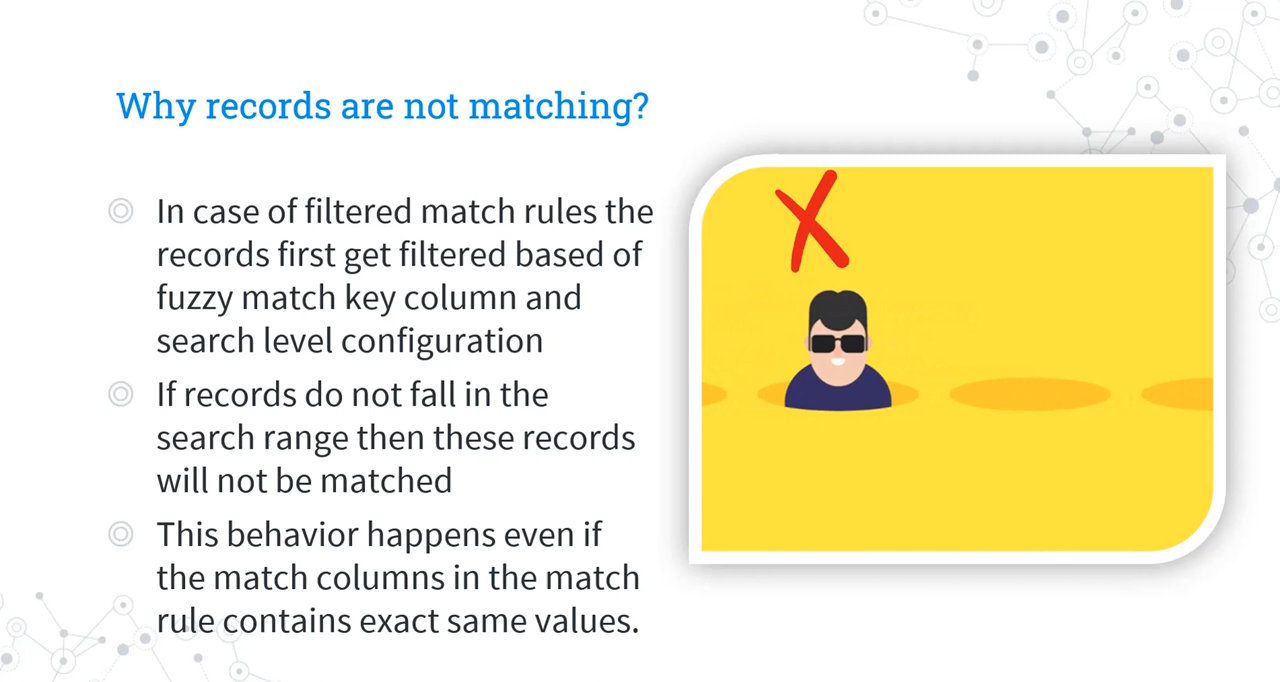 Why records are not matching?
In case of filtered match rules the
records first get filtered based of
fuzzy match key column and
search level configuration
If records do not fall in the
search range then these records
will not be matched
This behavior happens even if
the match columns in the match
rule contains exact same values.